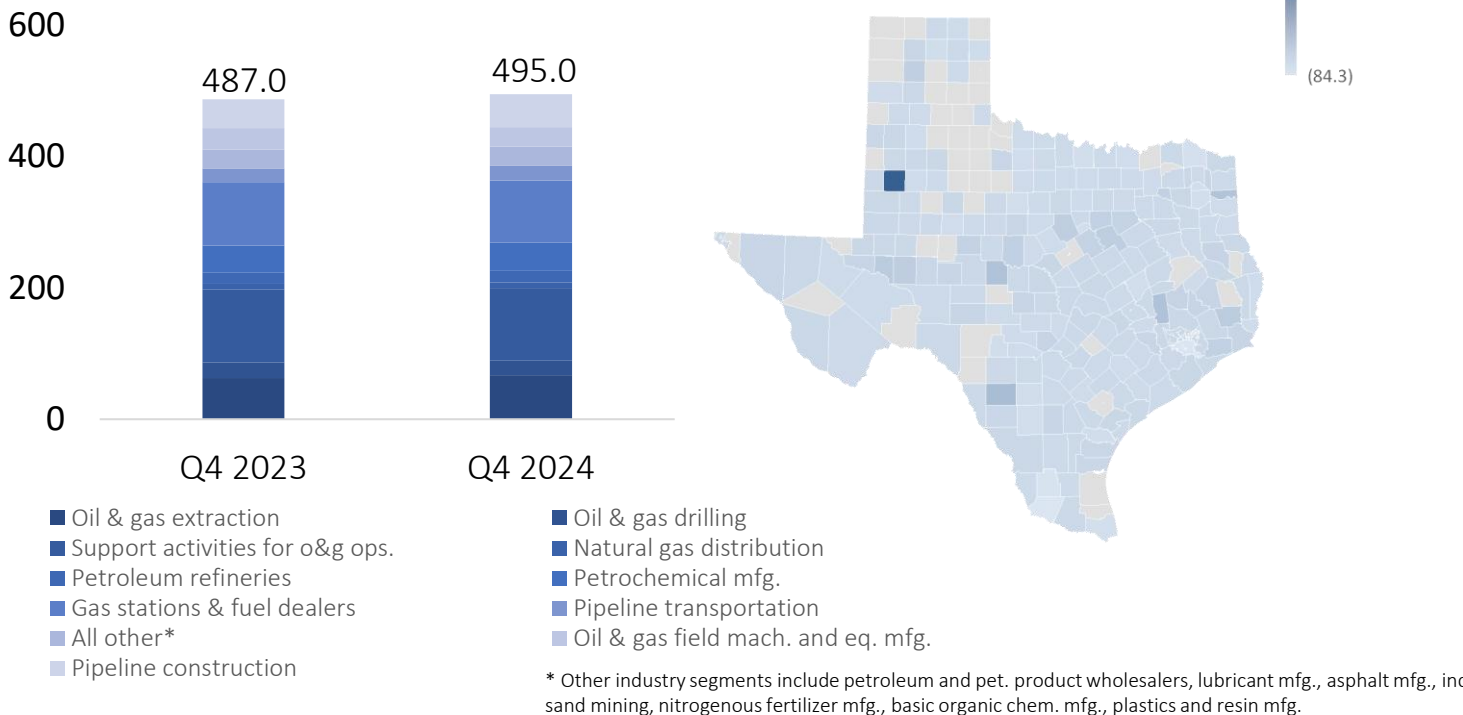 600
400
200
0
487.0
495.0
Q4 2023
Q4 2024
Oil & gas extraction
Oil & gas drilling
Support activities for o&g ops.
Natural gas distribution
Petroleum refineries
Petrochemical mfg.
Gas stations & fuel dealers
Pipeline transportation
All other*
Oil & gas field mach. and eq. mfg.
Pipeline construction
(84.3)
* Other industry segments include petroleum and pet. product wholesalers, lubricant mfg., asphalt mfg.,
sand mining, nitrogenous fertilizer mfg., basic organic chem. mfg., plastics and resin mfg.